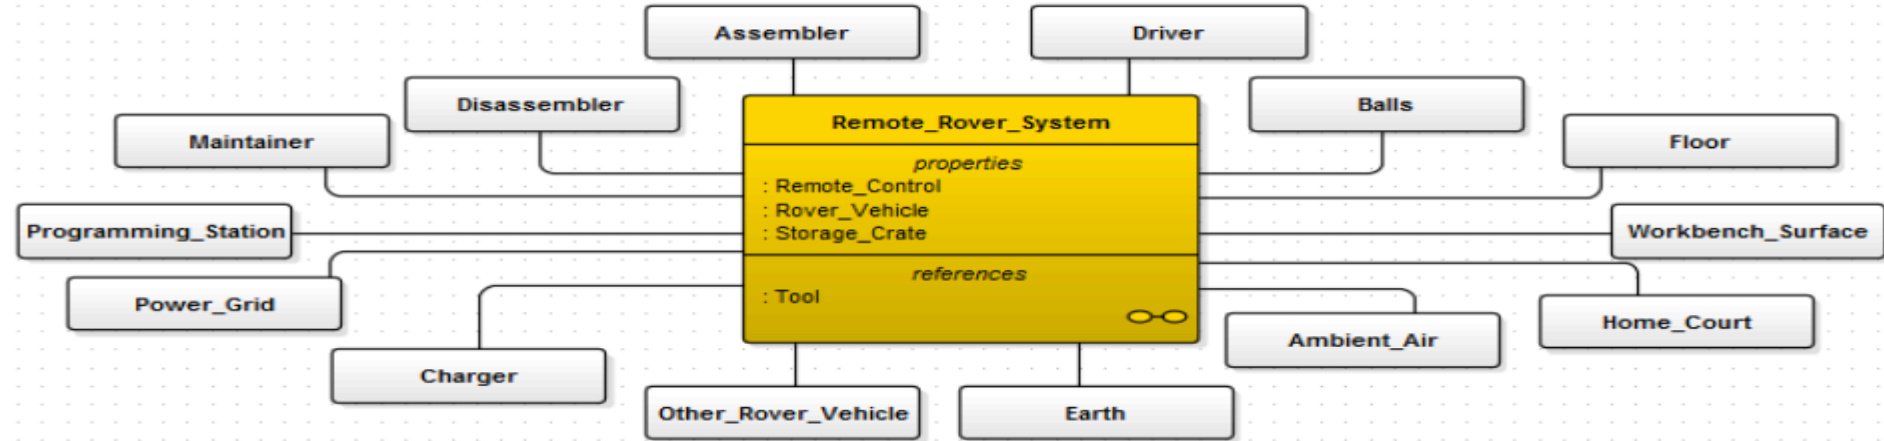 Assembler
Driver
Disassembler
Balls
Maintainer
Remote_Rover_System
Floor
properties
: Remote_Control
: Rover_Vehicle
: Storage_Crate
Programming_Station
Workbench_Surface
references
: Tool
Power_Grid
Home_Court
Ambient_Air
Charger
Other_Rover_Vehicle
Earth